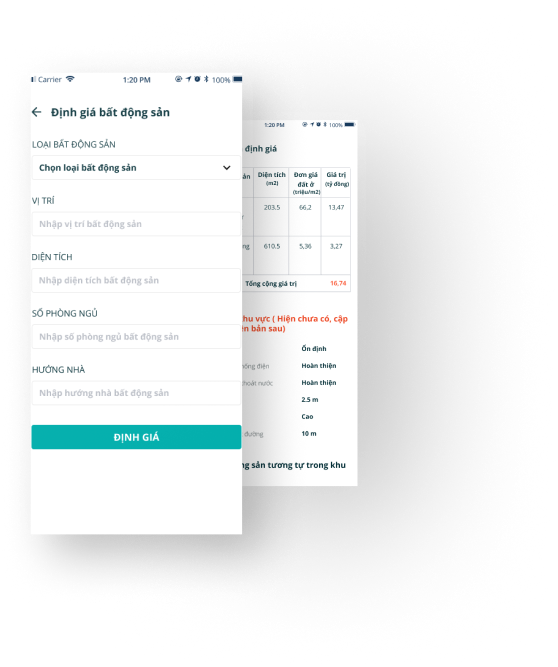 Carrier 1:20 PM 100%
Định giá bất động sản
LOẠI BẤT ĐỘNG SẢN
Chọn loại bất động sản
VỊ TRÍ
Nhập vị trí bất động sản
DIỆN TÍCH
Nhập diện tích bất động sản
SỐ PHÒNG NGỦ
Nhập số phòng ngủ bất động sản
HƯỚNG NHÀ
Nhập hướng nhà bất động sản
ĐỊNH GIÁ
1:20 PM 100%
định giá
Diện tích (m2) Đơn giá đất ở (triệu/m2) Giá trị (tỷ đồng)
203.5 66,2 13,47
610.5 5,36 3,27
Tổng cộng giá trị 16,74
vực ( Hiện chưa có, cập
bản sau)
Ổn định
điện Hoàn thiện
thoát nước Hoàn thiện
2.5 m
Cao
đường 10 m
sản tương tự trong khu